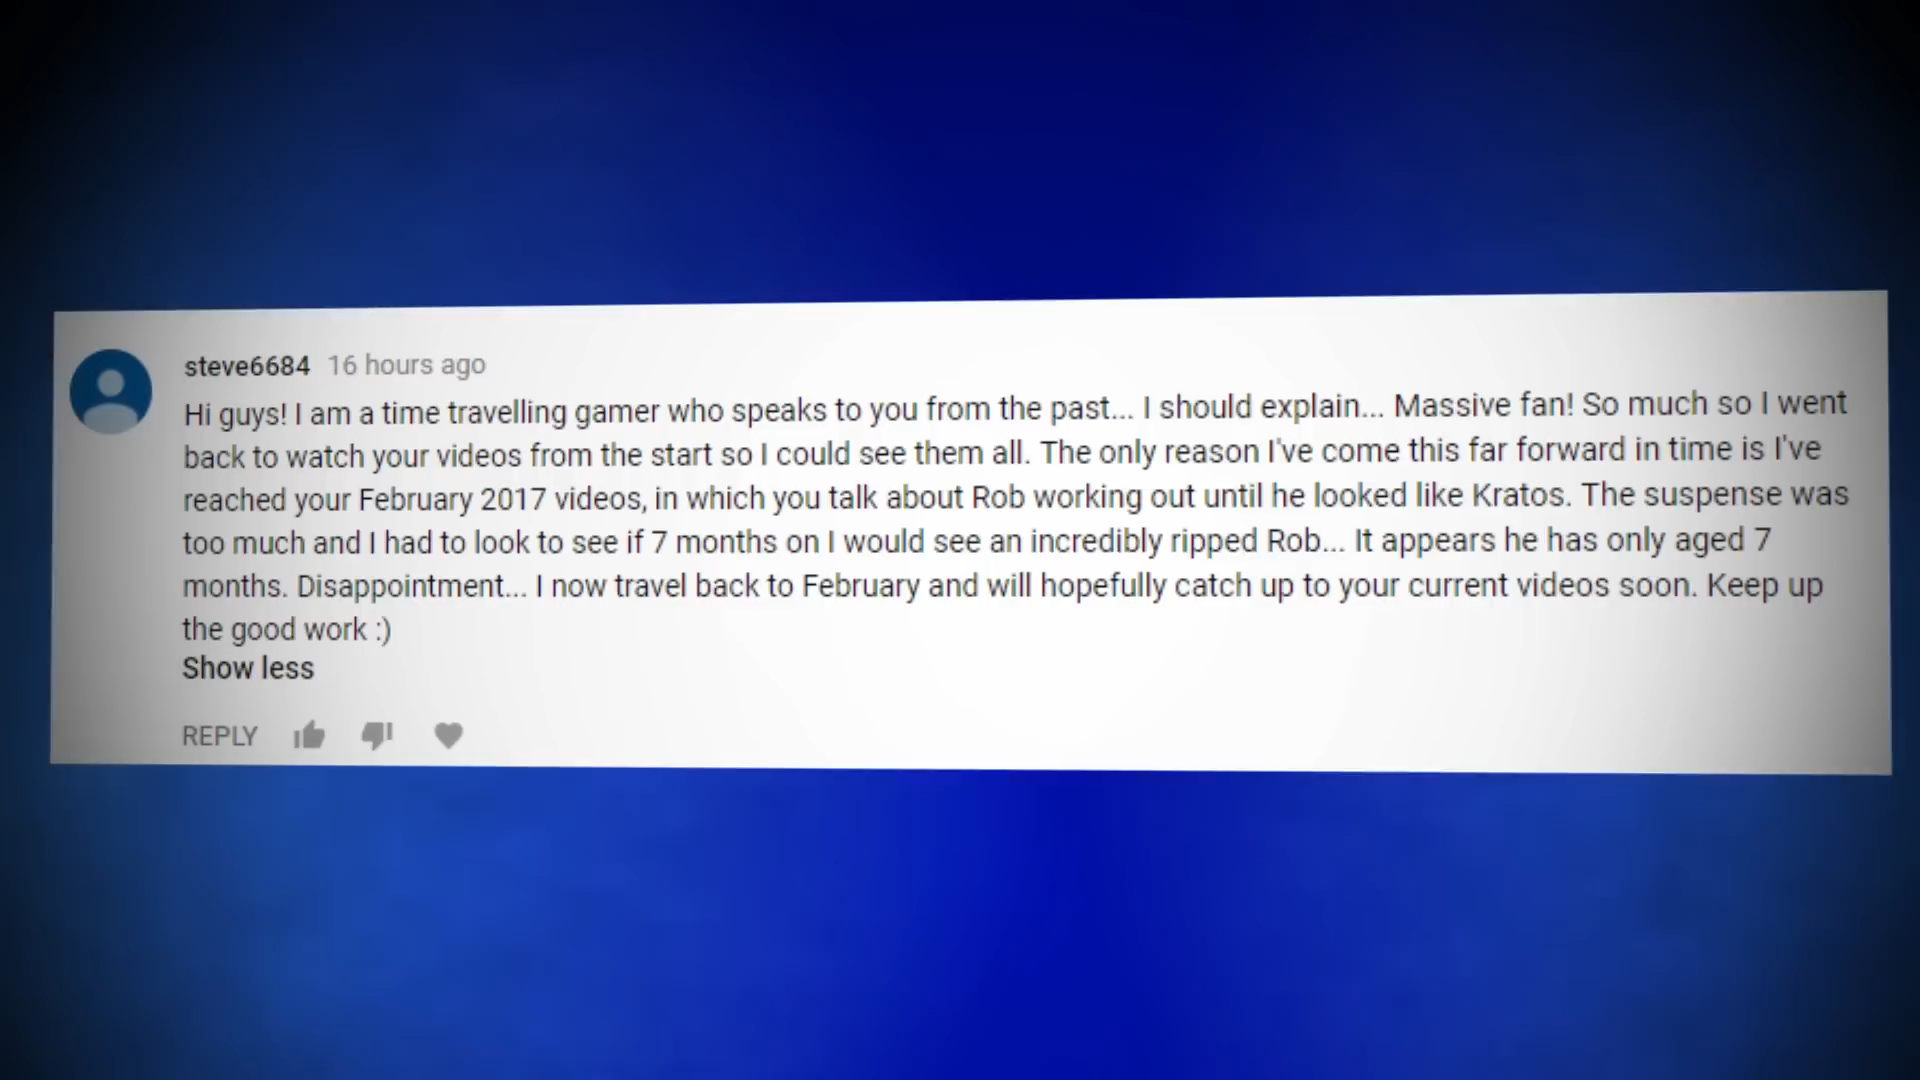 steve6684 16 hours ago
Hi guys! I am a time travelling gamer who speaks to you from the past... I should explain... Massive fan! So much so I went
back to watch your videos from the start so I could see them all. The only reason I've come this far forward in time is I've
reached your February 2017 videos, in which you talk about Rob working out until he looked like Kratos. The suspense was
too much and I had to look to see if 7 months on I would see an incredibly ripped Rob... It appears he has only aged 7
months. Disappointment... I now travel back to February and will hopefully catch up to your current videos soon. Keep up
the good work :)
Show less
REPLY